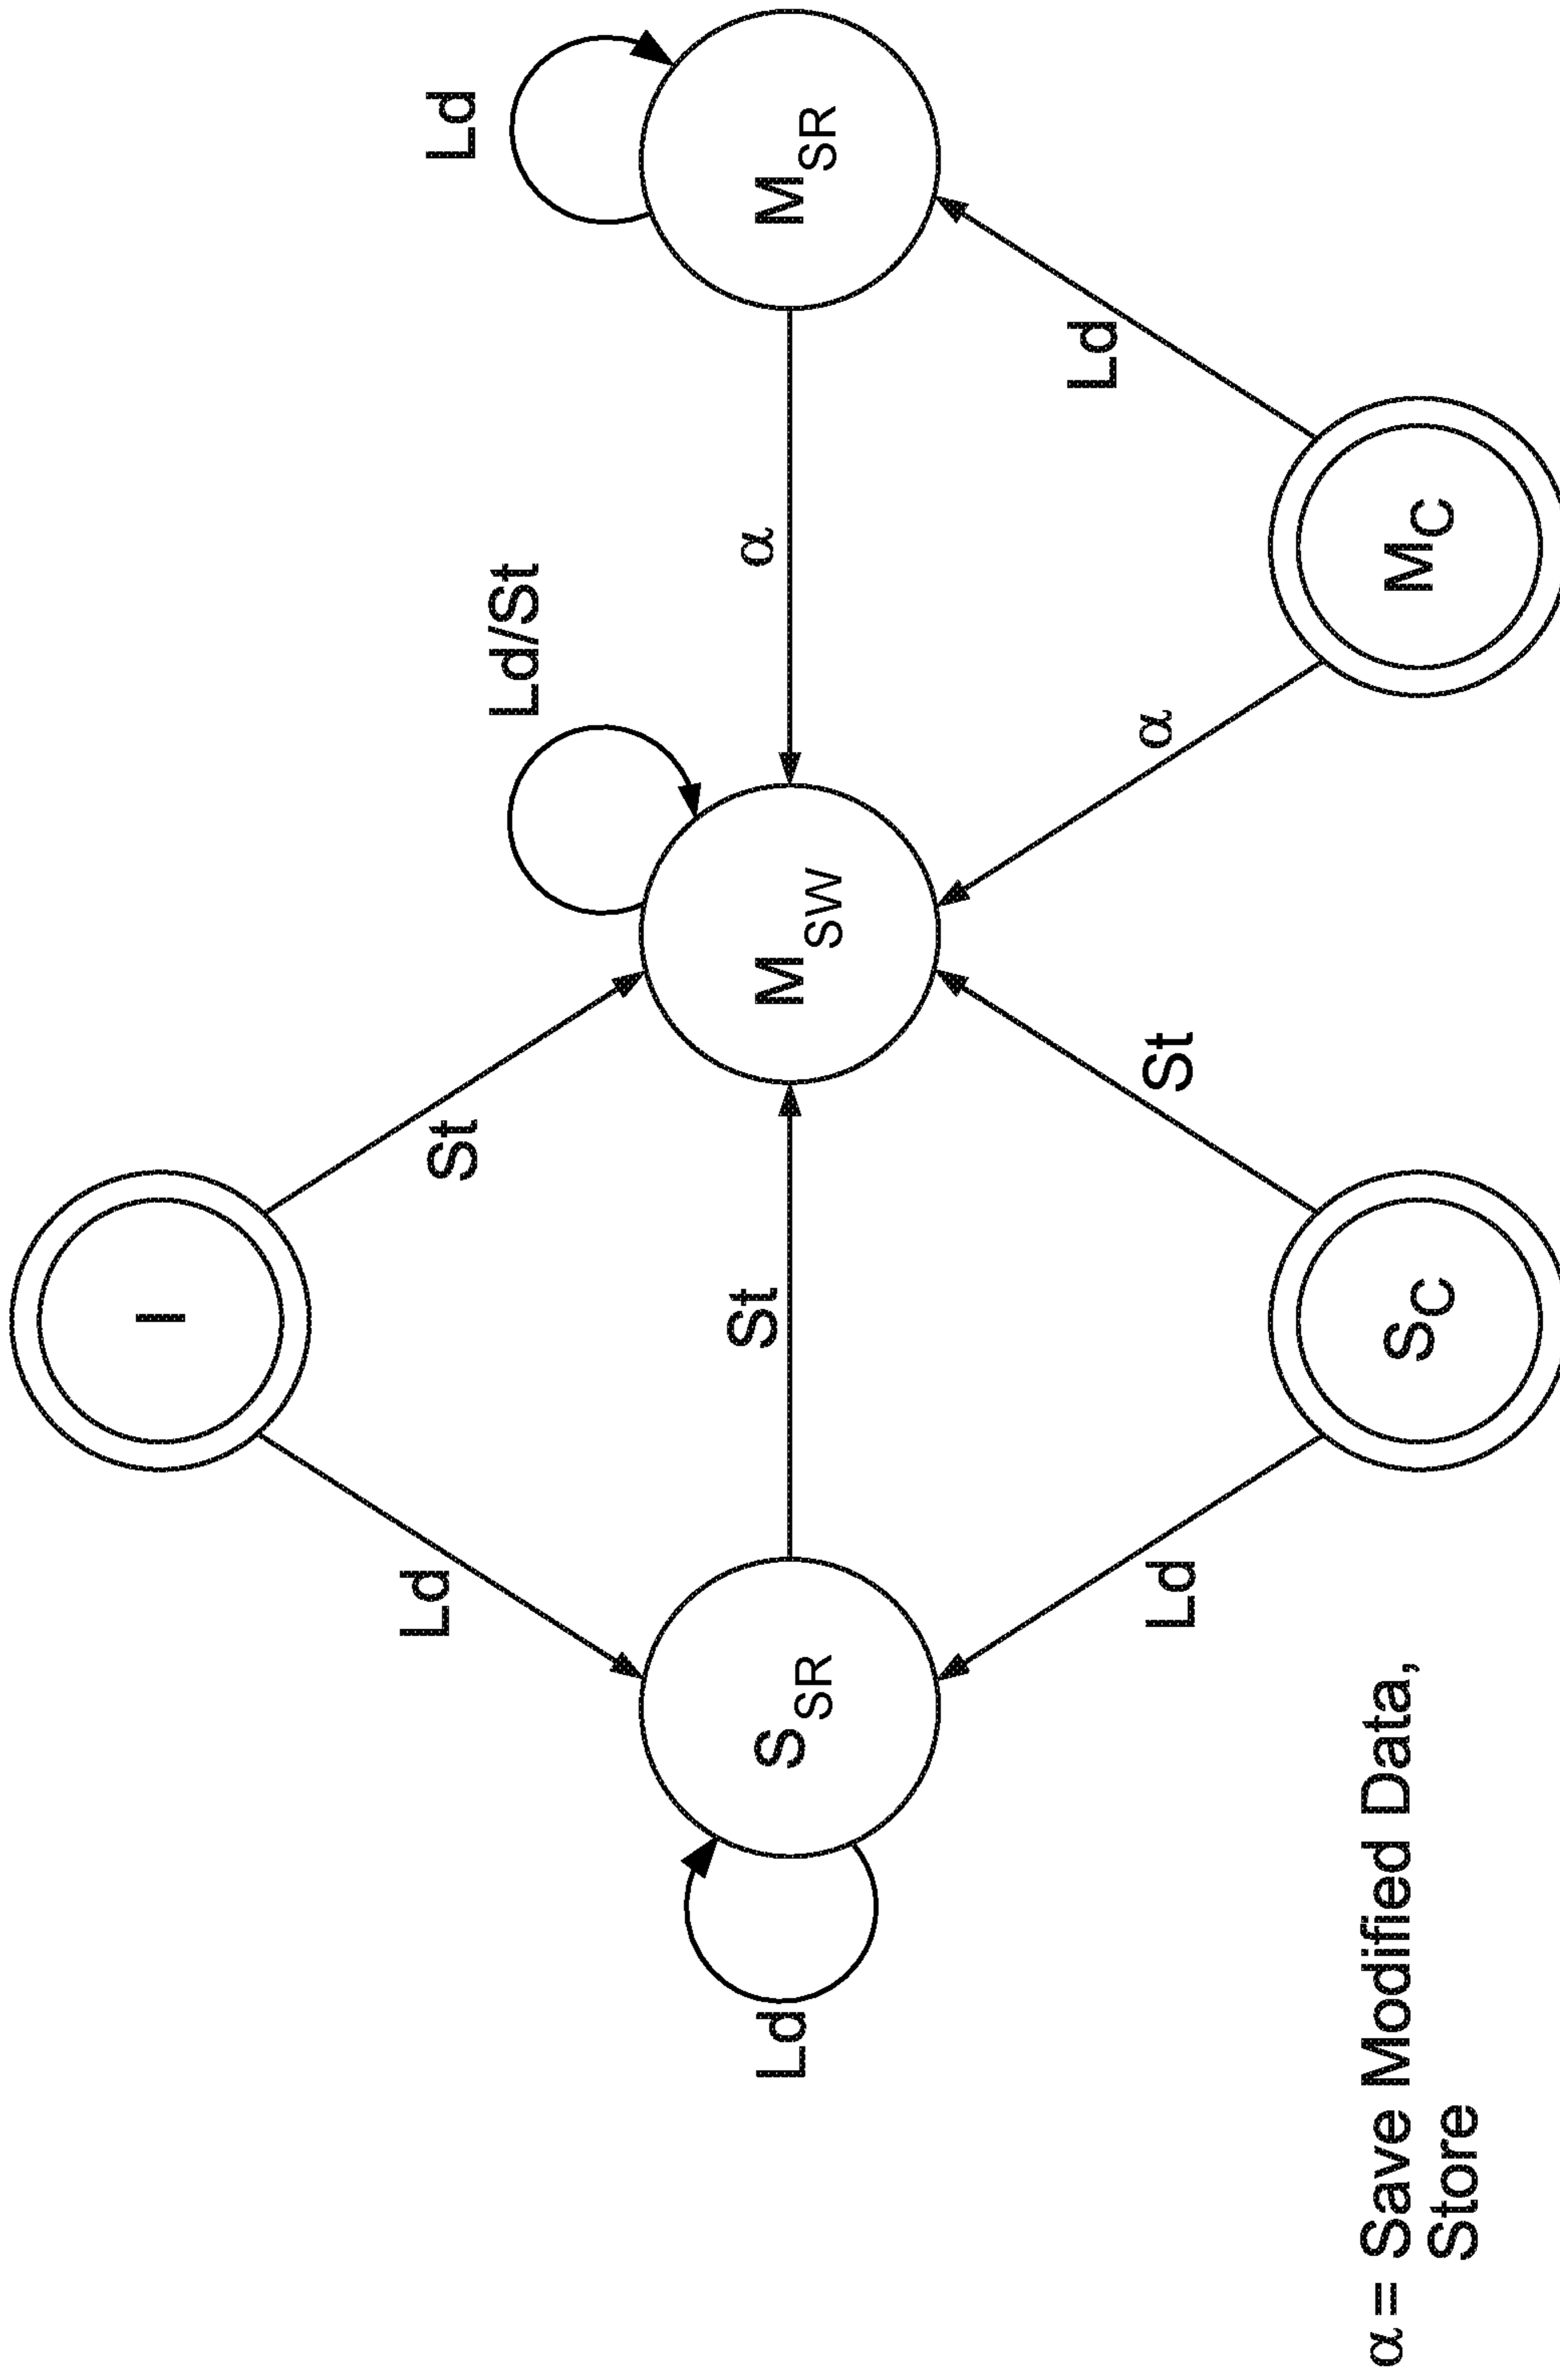 I
Ld
St
Ld
Ld/St
St
α
Ld
S_SR
M_SW
M_SR
Ld
Ld
St
α
S_C
M_C
α = Save Modified Data,
Store